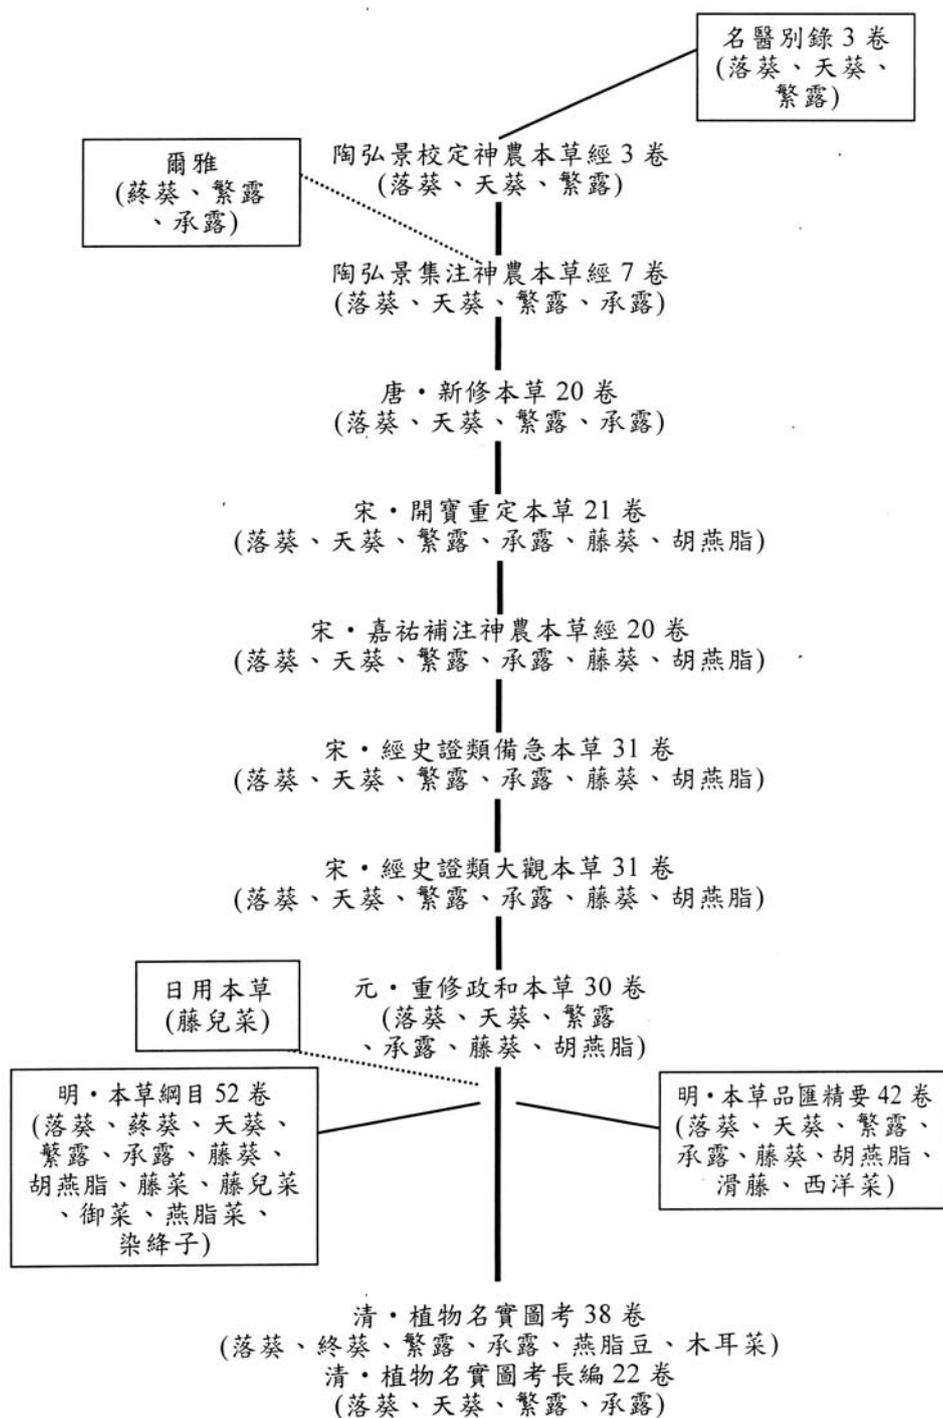 名醫別錄 3 卷
(落葵、天葵、
繁露)
陶弘景校定神農本草經 3 卷
(落葵、天葵、繁露)
爾雅
(蔠葵、繁露
、承露)
陶弘景集注神農本草經 7 卷
(落葵、天葵、繁露、承露)
唐・新修本草 20 卷
(落葵、天葵、繁露、承露)
宋・開寶重定本草 21 卷
(落葵、天葵、繁露、承露、藤葵、胡燕脂)
宋・嘉祐補注神農本草經 20 卷
(落葵、天葵、繁露、承露、藤葵、胡燕脂)
宋・經史證類備急本草 31 卷
(落葵、天葵、繁露、承露、藤葵、胡燕脂)
宋・經史證類大觀本草 31 卷
(落葵、天葵、繁露、承露、藤葵、胡燕脂)
元・重修政和本草 30 卷
(落葵、天葵、繁露
、承露、藤葵、胡燕脂)
日用本草
(藤兒菜)
明・本草綱目 52 卷
(落葵、終葵、天葵、
繁露、承露、藤葵、
胡燕脂、藤菜、藤兒菜
、御菜、燕脂菜、
染絳子)
明・本草品匯精要 42 卷
(落葵、天葵、繁露、
承露、藤葵、胡燕脂、
滑藤、西洋菜)
清・植物名實圖考 38 卷
(落葵、終葵、繁露、承露、燕脂豆、木耳菜)
清・植物名實圖考長編 22 卷
(落葵、天葵、繁露、承露)